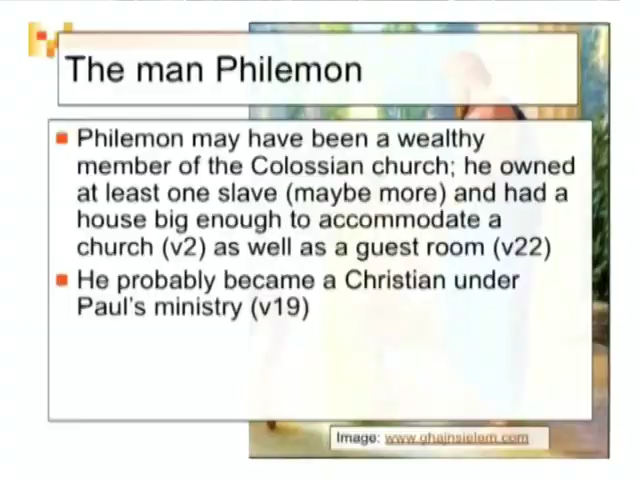 The man Philemon
Philemon may have been a wealthy
member of the Colossian church; he owned
at least one slave (maybe more) and had a
house big enough to accommodate a
church (v2) as well as a guest room (v22)
He probably became a Christian under
Paul's ministry (v19)
Image: www.ghajnsielem.com